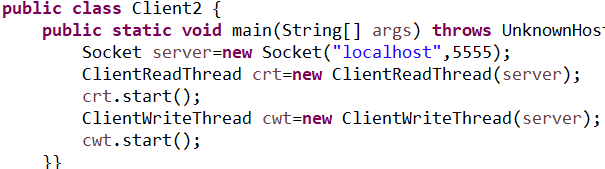 public class Client2 {
public static void main(String[] args) throws UnknownHost
Socket server=new Socket("localhost",5555);
ClientReadThread crt=new ClientReadThread(server);
crt.start();
ClientWriteThread cwt=new ClientWriteThread(server);
cwt.start();
}}